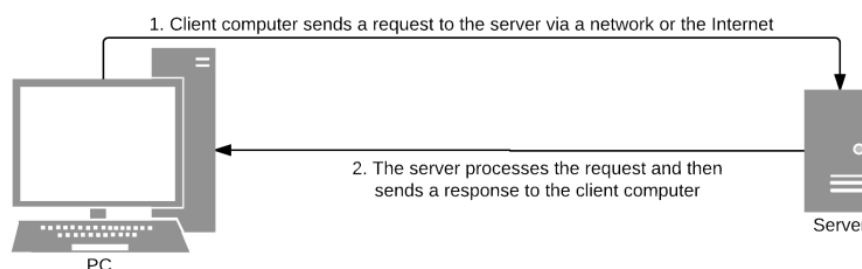 1. Client computer sends a request to the server via a network or the Internet
2. The server processes the request and then
sends a response to the client computer
Server
PC